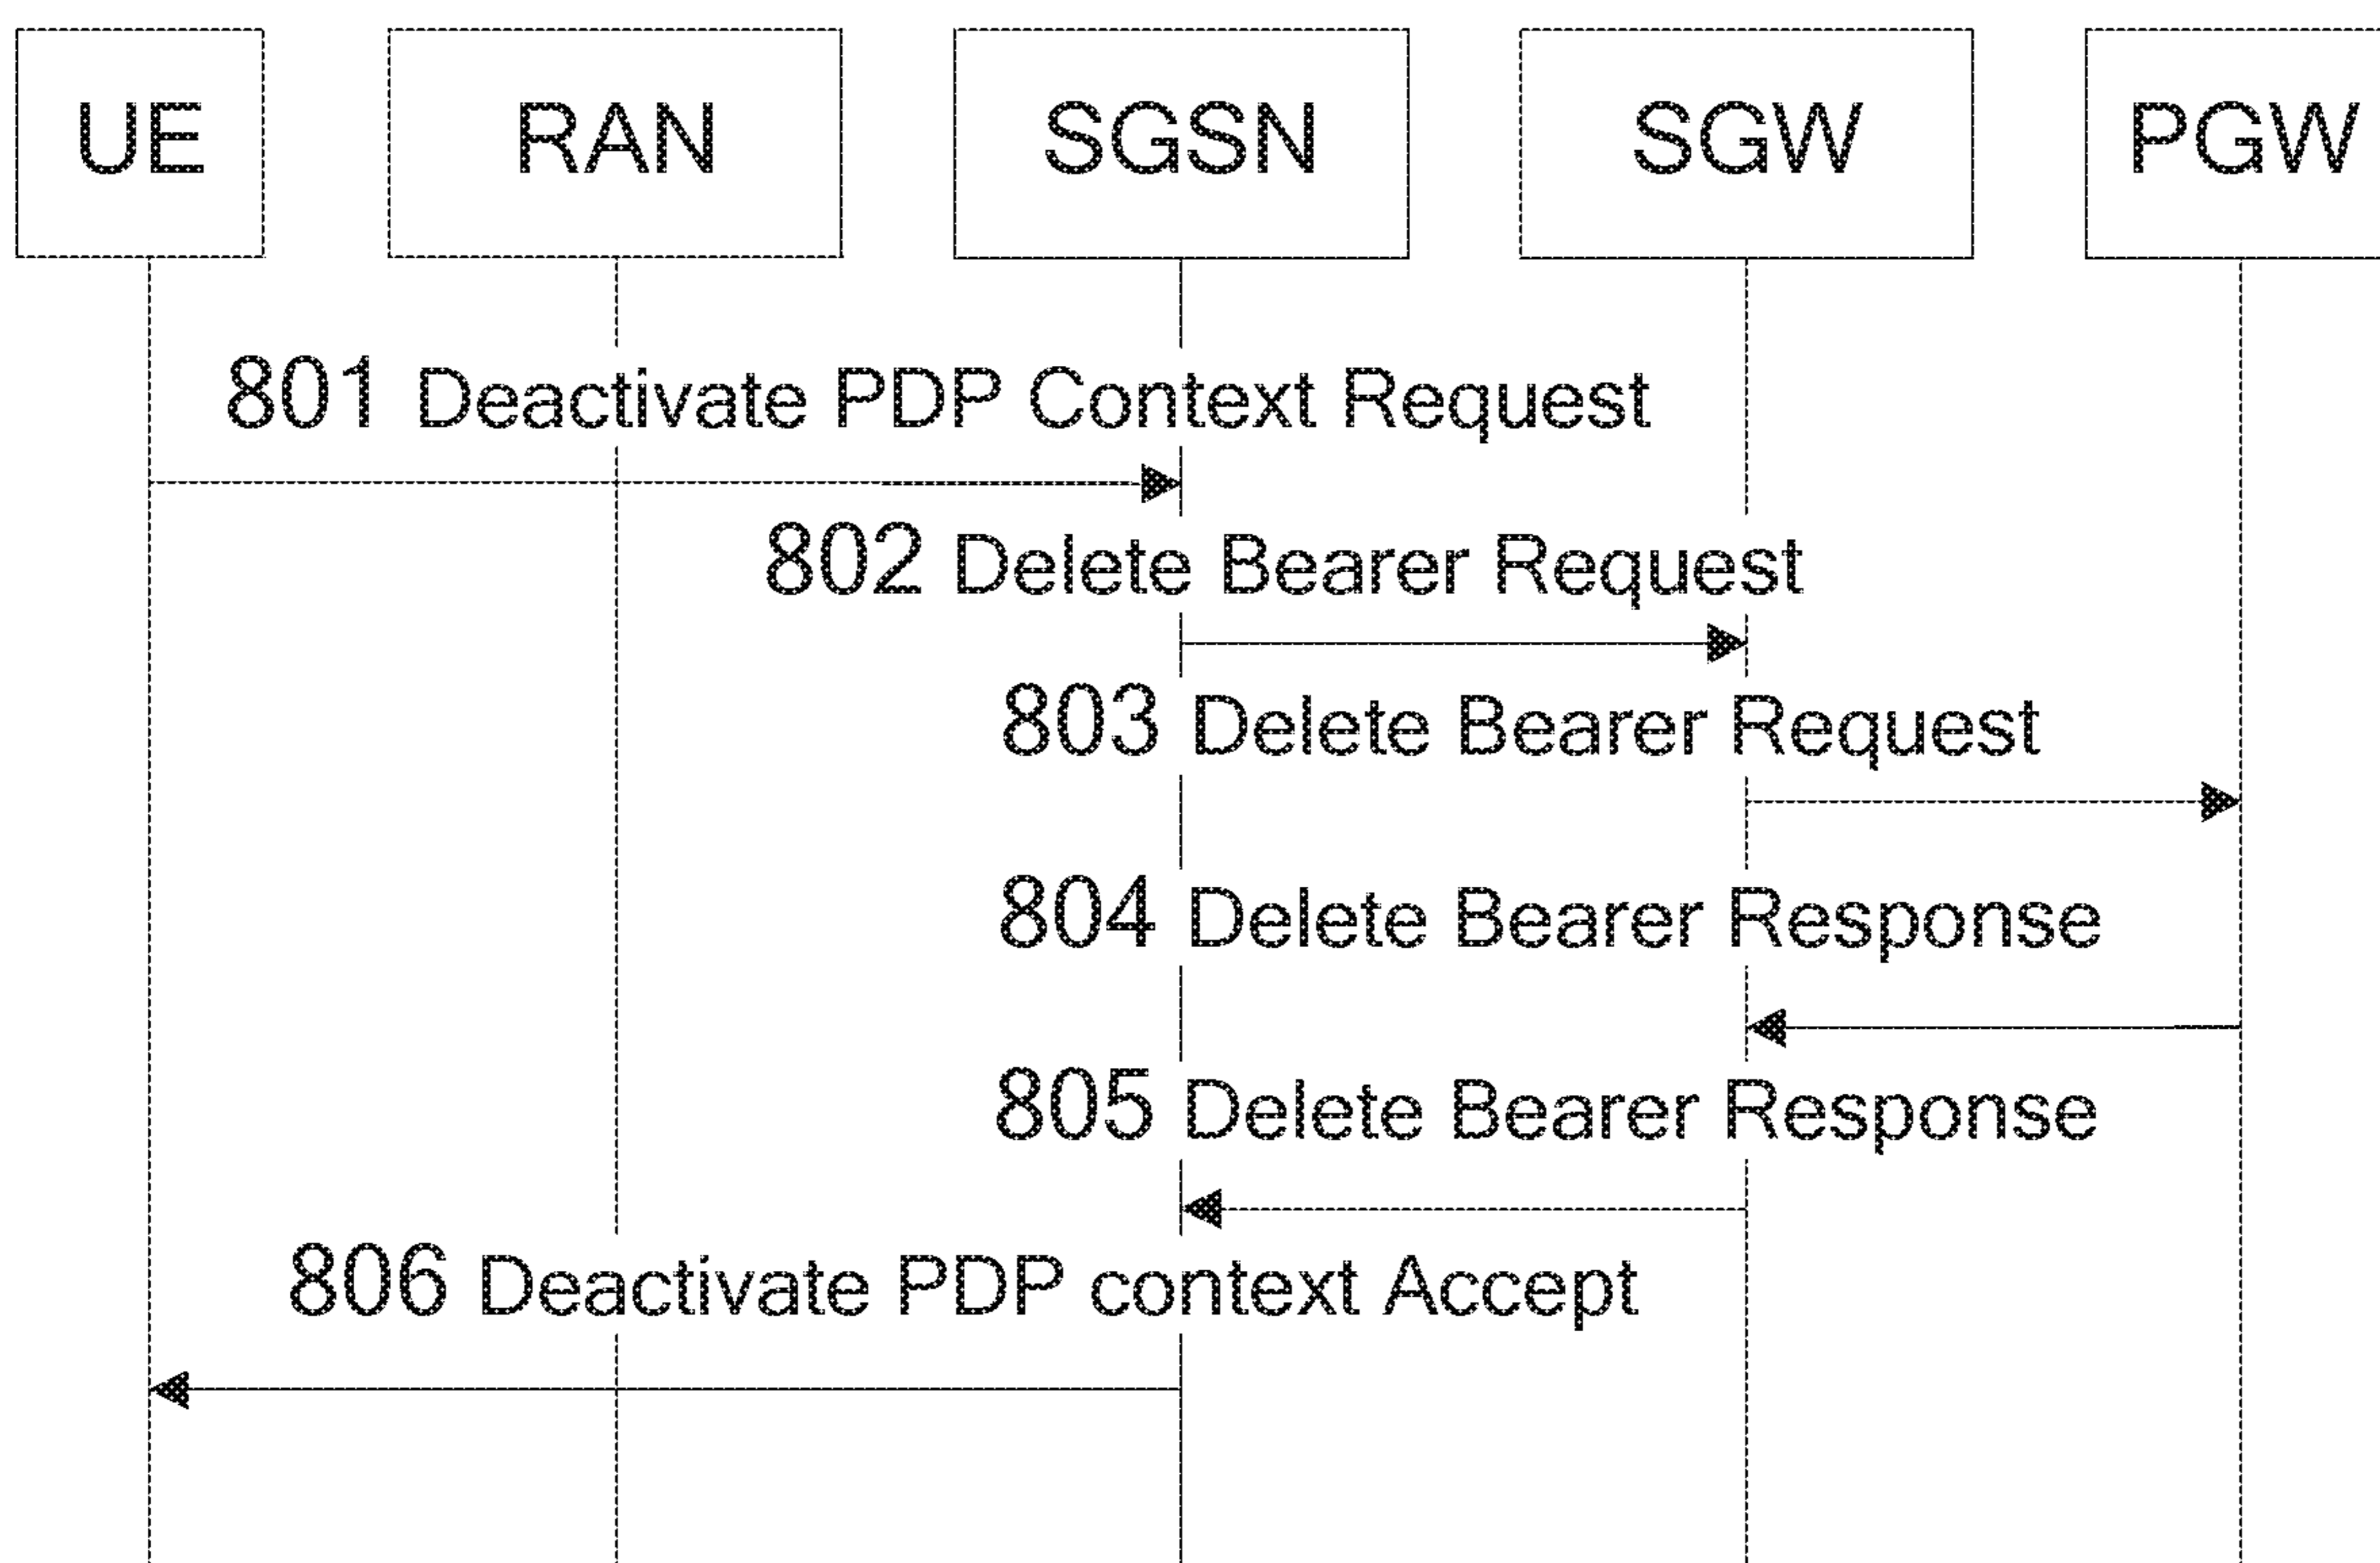 UE RAN SGSN SGW PGW
801 Deactivate PDP Context Request
802 Delete Bearer Request
803 Delete Bearer Request
804 Delete Bearer Response
805 Delete Bearer Response
806 Deactivate PDP context Accept